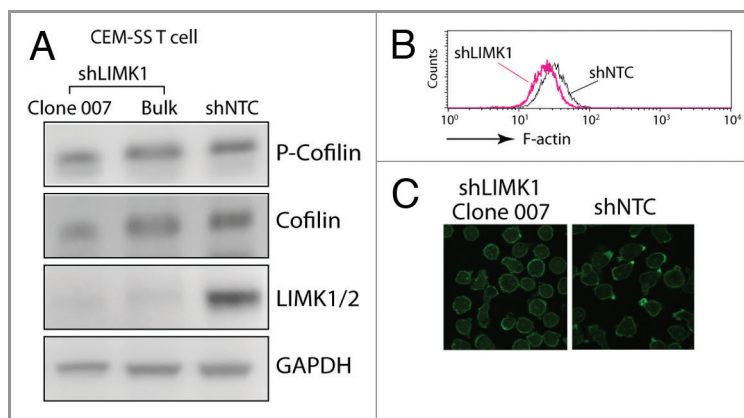 A
CEM-SS T cell
shLIMK1
Clone 007 Bulk shNTC
P-Cofilin
Cofilin
LIMK1/2
GAPDH
B
shLIMK1
shNTC
Counts
10⁰ 10¹ 10² 10³ 10⁴
F-actin
C
shLIMK1
Clone 007
shNTC